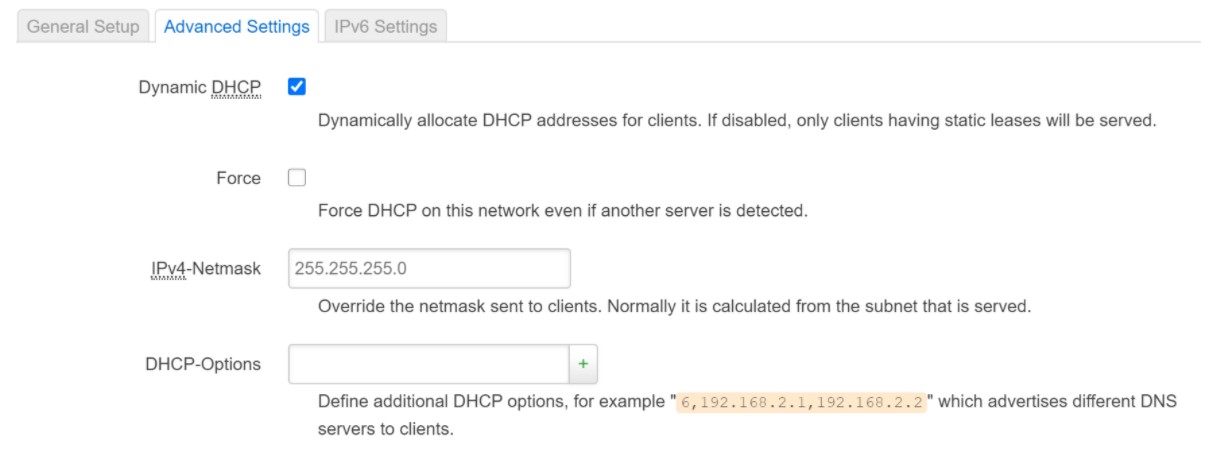 General Setup Advanced Settings IPv6 Settings
Dynamic DHCP
Dynamically allocate DHCP addresses for clients. If disabled, only clients having static leases will be served.
Force
Force DHCP on this network even if another server is detected.
IPv4-Netmask 255.255.255.0
Override the netmask sent to clients. Normally it is calculated from the subnet that is served.
DHCP-Options +
Define additional DHCP options, for example "6,192.168.2.1,192.168.2.2" which advertises different DNS
servers to clients.